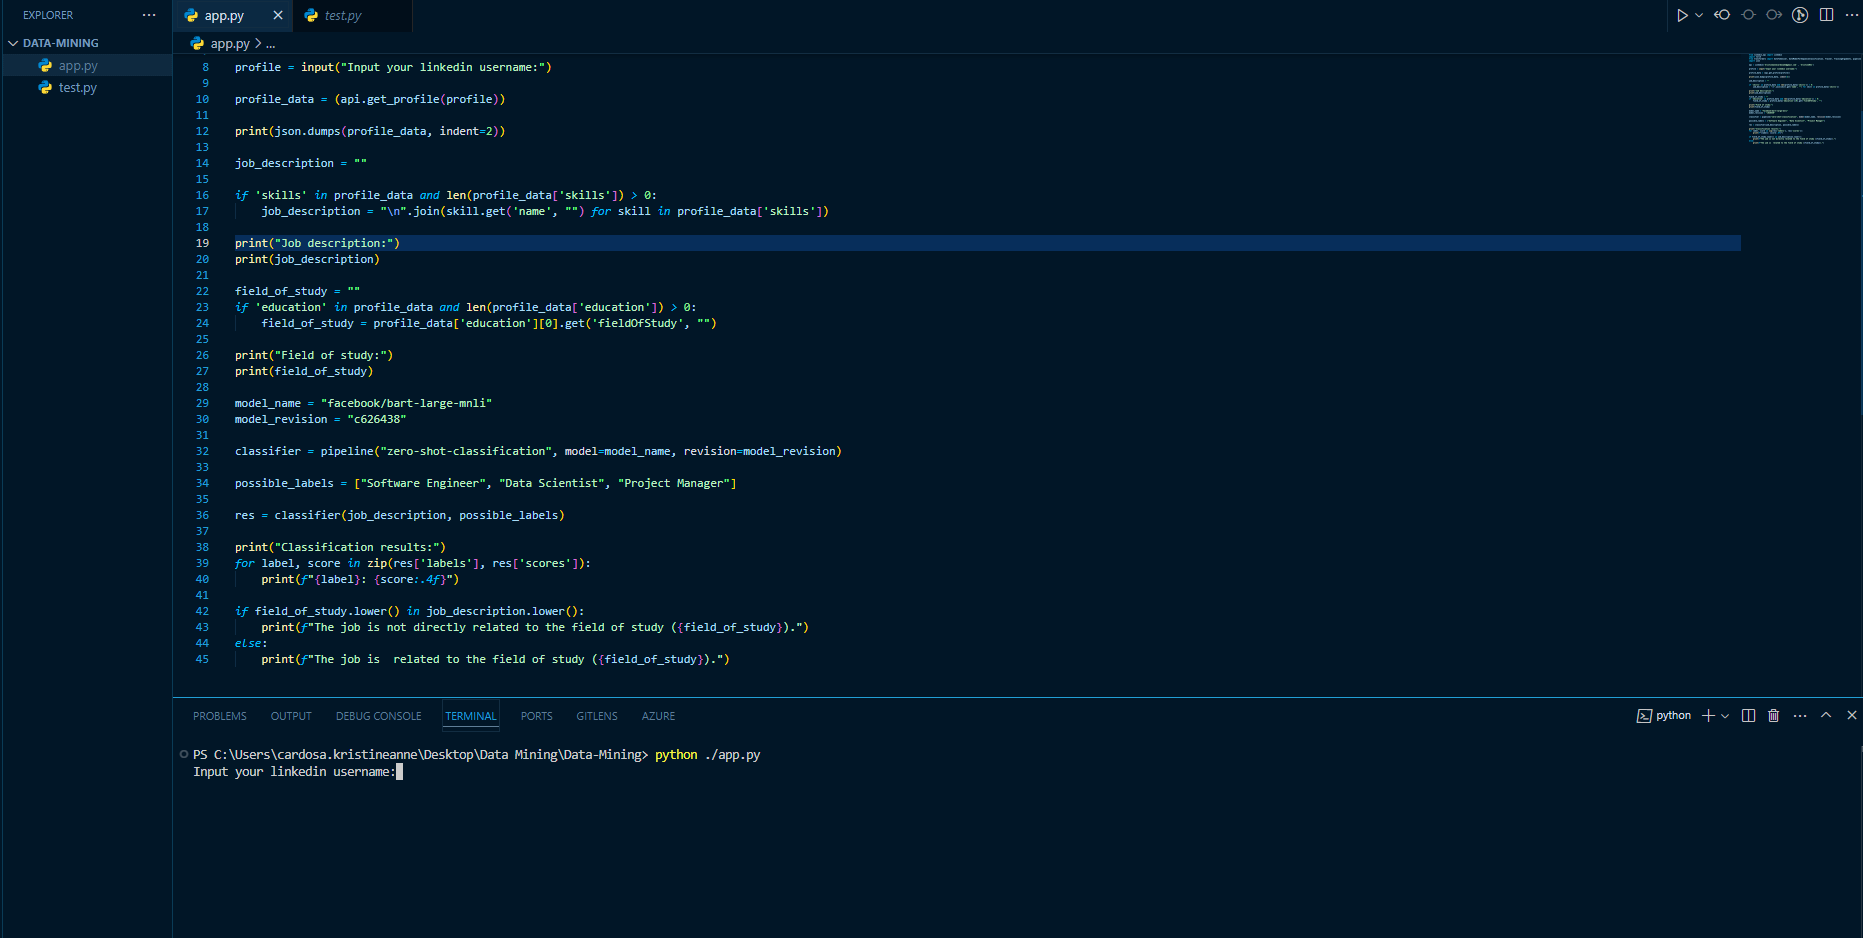 EXPLORER
DATA-MINING
app.py
test.py
app.py
test.py
app.py > ...
8 profile = input("Input your linkedin username:")
9
10 profile_data = (api.get_profile(profile))
11
12 print(json.dumps(profile_data, indent=2))
13
14 job_description = ""
15
16 if 'skills' in profile_data and len(profile_data['skills']) > 0:
17     job_description = "\n".join(skill.get('name', "") for skill in profile_data['skills'])
18
19 print("Job description:")
20 print(job_description)
21
22 field_of_study = ""
23 if 'education' in profile_data and len(profile_data['education']) > 0:
24     field_of_study = profile_data['education'][0].get('fieldOfStudy', "")
25
26 print("Field of study:")
27 print(field_of_study)
28
29 model_name = "facebook/bart-large-mnli"
30 model_revision = "c626438"
31
32 classifier = pipeline("zero-shot-classification", model=model_name, revision=model_revision)
33
34 possible_labels = ["Software Engineer", "Data Scientist", "Project Manager"]
35
36 res = classifier(job_description, possible_labels)
37
38 print("Classification results:")
39 for label, score in zip(res['labels'], res['scores']):
40     print(f"{label}: {score:.4f}")
41
42 if field_of_study.lower() in job_description.lower():
43     print(f"The job is not directly related to the field of study ({field_of_study}).")
44 else:
45     print(f"The job is  related to the field of study ({field_of_study}).")
PROBLEMS OUTPUT DEBUG CONSOLE TERMINAL PORTS GITLENS AZURE
python
PS C:\Users\cardosa.kristineanne\Desktop\Data Mining\Data-Mining> python ./app.py
Input your linkedin username: